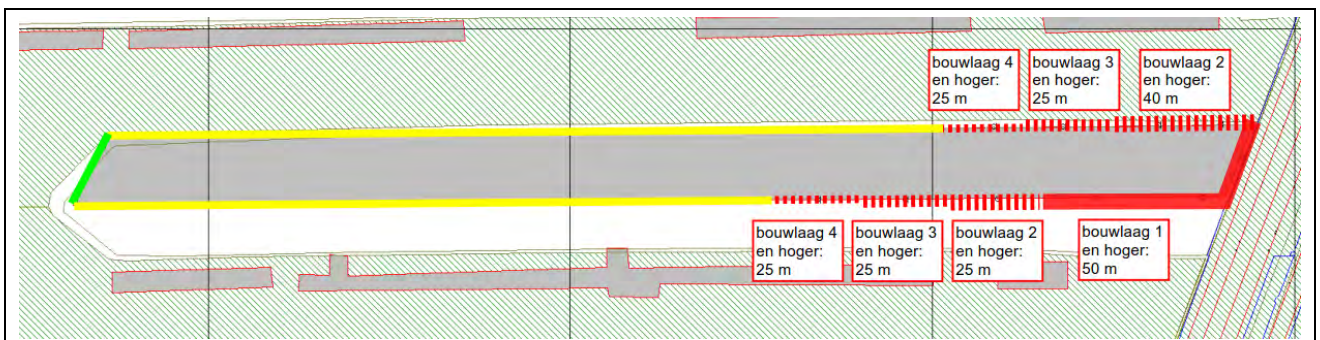 bouwlaag 4
en hoger:
25 m
bouwlaag 3
en hoger:
25 m
bouwlaag 2
en hoger:
40 m
bouwlaag 4
en hoger:
25 m
bouwlaag 3
en hoger:
25 m
bouwlaag 2
en hoger:
25 m
bouwlaag 1
en hoger:
50 m